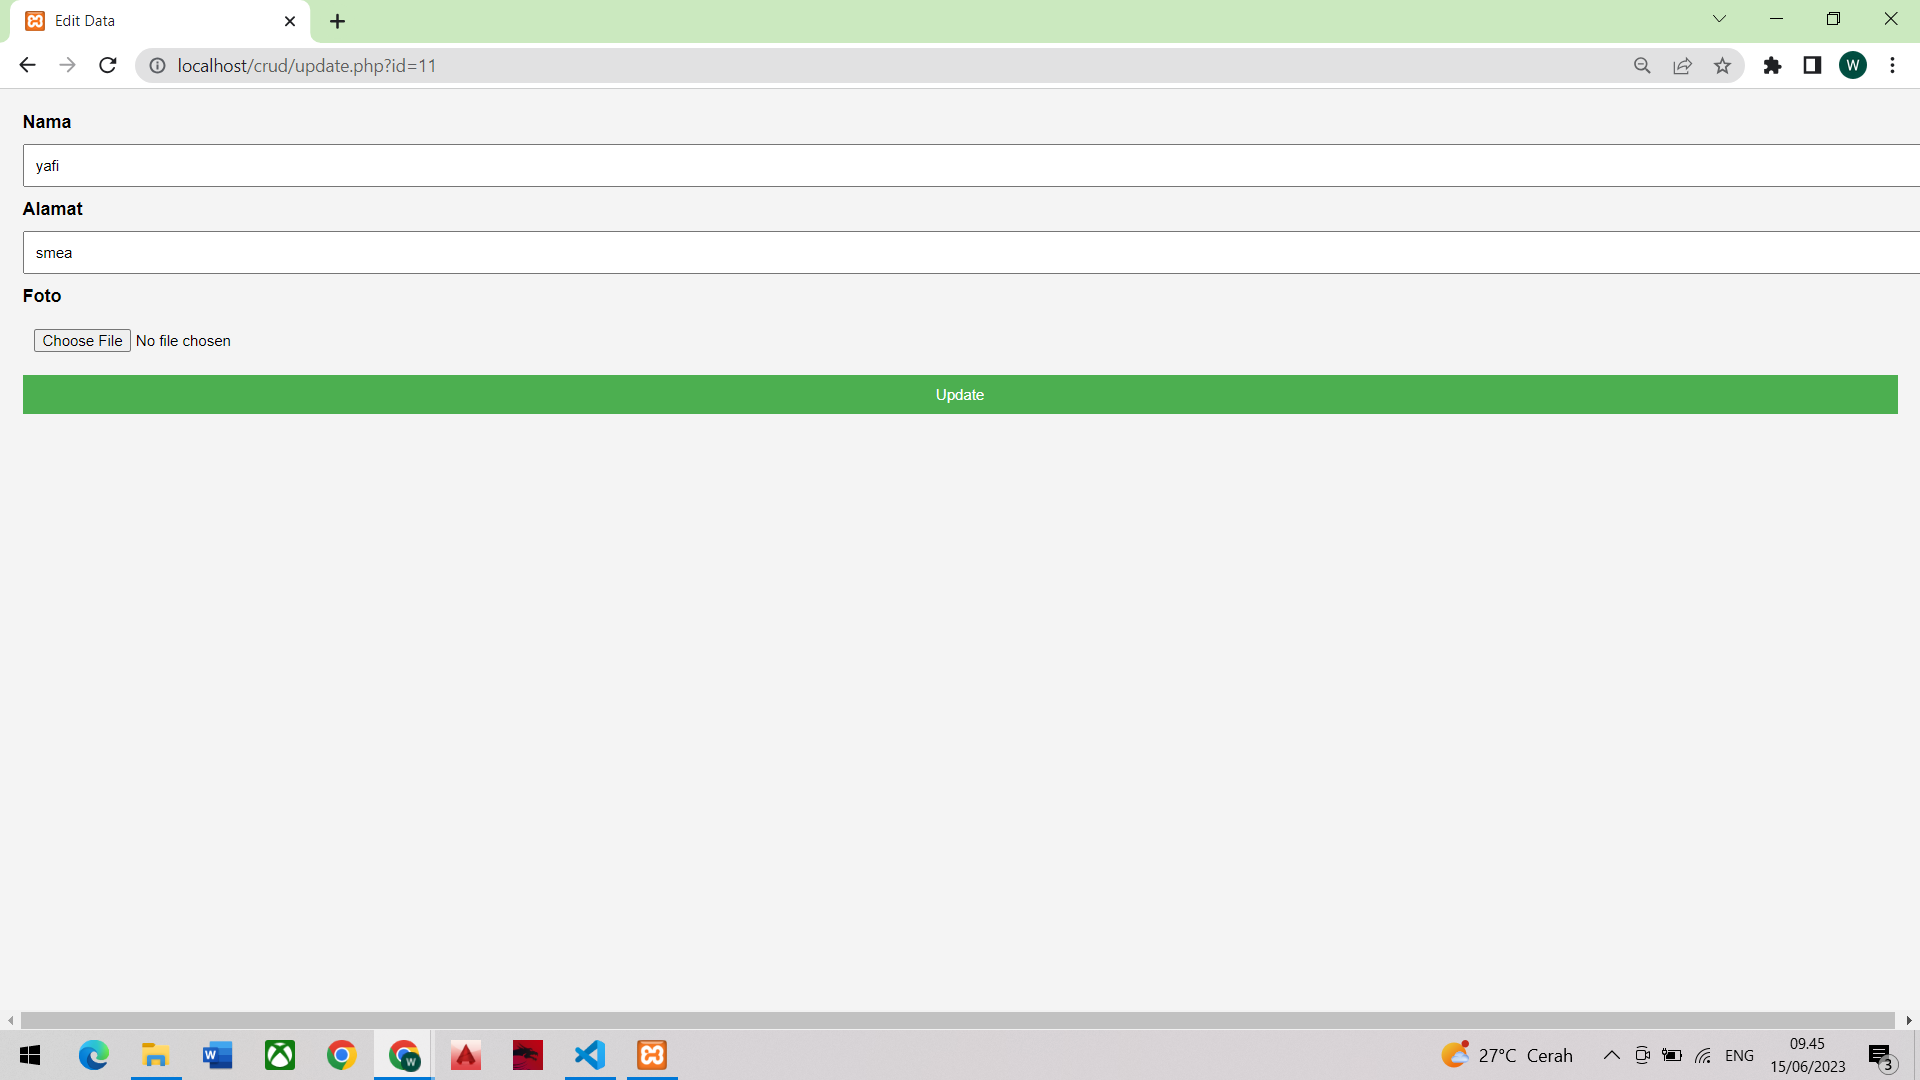 Edit Data
localhost/crud/update.php?id=11
W
Nama
yafi
Alamat
smea
Foto
Choose File No file chosen
Update
27°C Cerah
ENG
09.45
15/06/2023
3